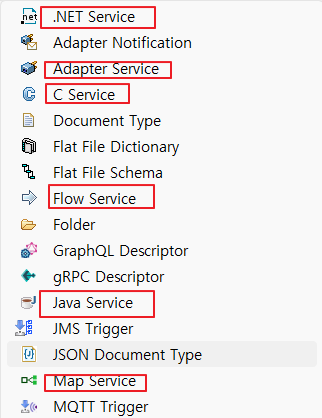 .NET Service
Adapter Notification
Adapter Service
C Service
Document Type
Flat File Dictionary
Flat File Schema
Flow Service
Folder
GraphQL Descriptor
gRPC Descriptor
Java Service
JMS Trigger
JSON Document Type
Map Service
MQTT Trigger